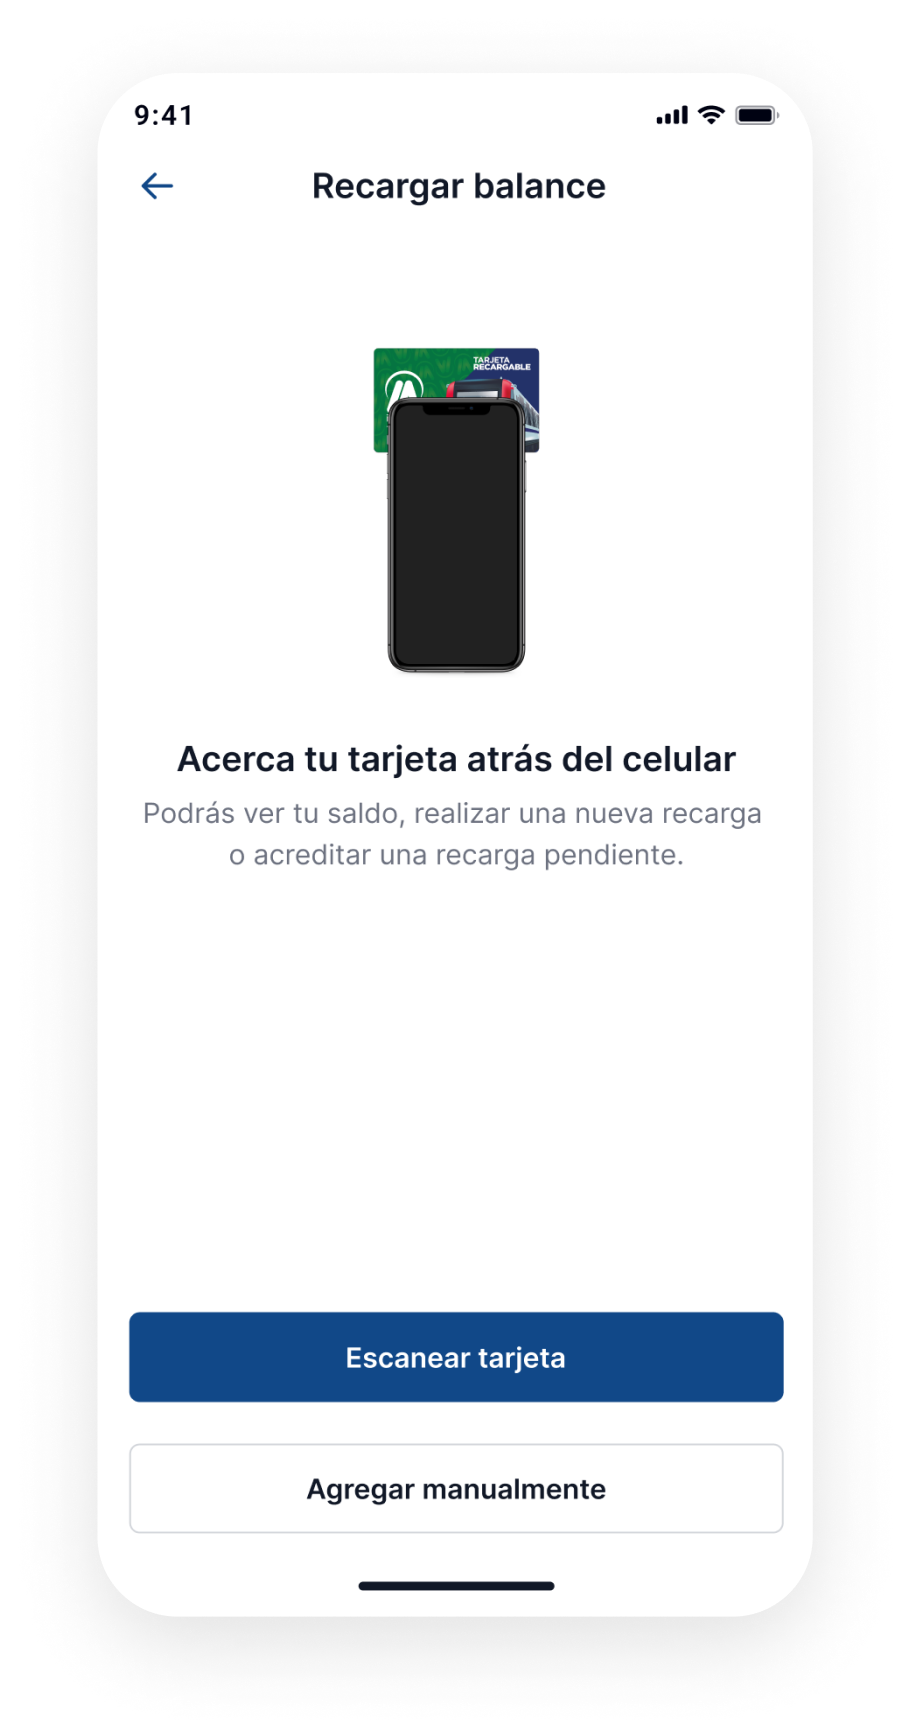 9:41
Recargar balance
TARJETA
RECARGABLE
Acerca tu tarjeta atrás del celular
Podrás ver tu saldo, realizar una nueva recarga
o acreditar una recarga pendiente.
Escanear tarjeta
Agregar manualmente